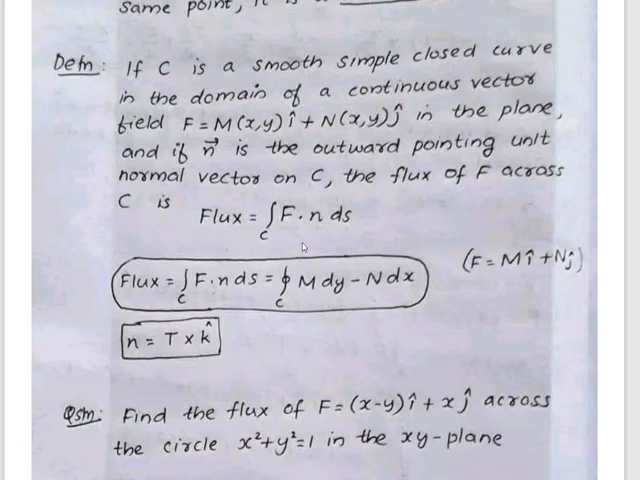 same point, it is a
Defn: If C is a smooth simple closed curve
in the domain of a continuous vector
field F = M(x,y) î + N(x,y) ĵ in the plane,
and if n⃗ is the outward pointing unit
normal vector on C, the flux of F across
C is
Flux = ∫_C F·n ds
Flux = ∫_C F·n ds = ∮_C M dy - N dx (F = M î + N ĵ)
n = T × k̂
Qstn: Find the flux of F = (x-y) î + x ĵ across
the circle x²+y²=1 in the xy-plane